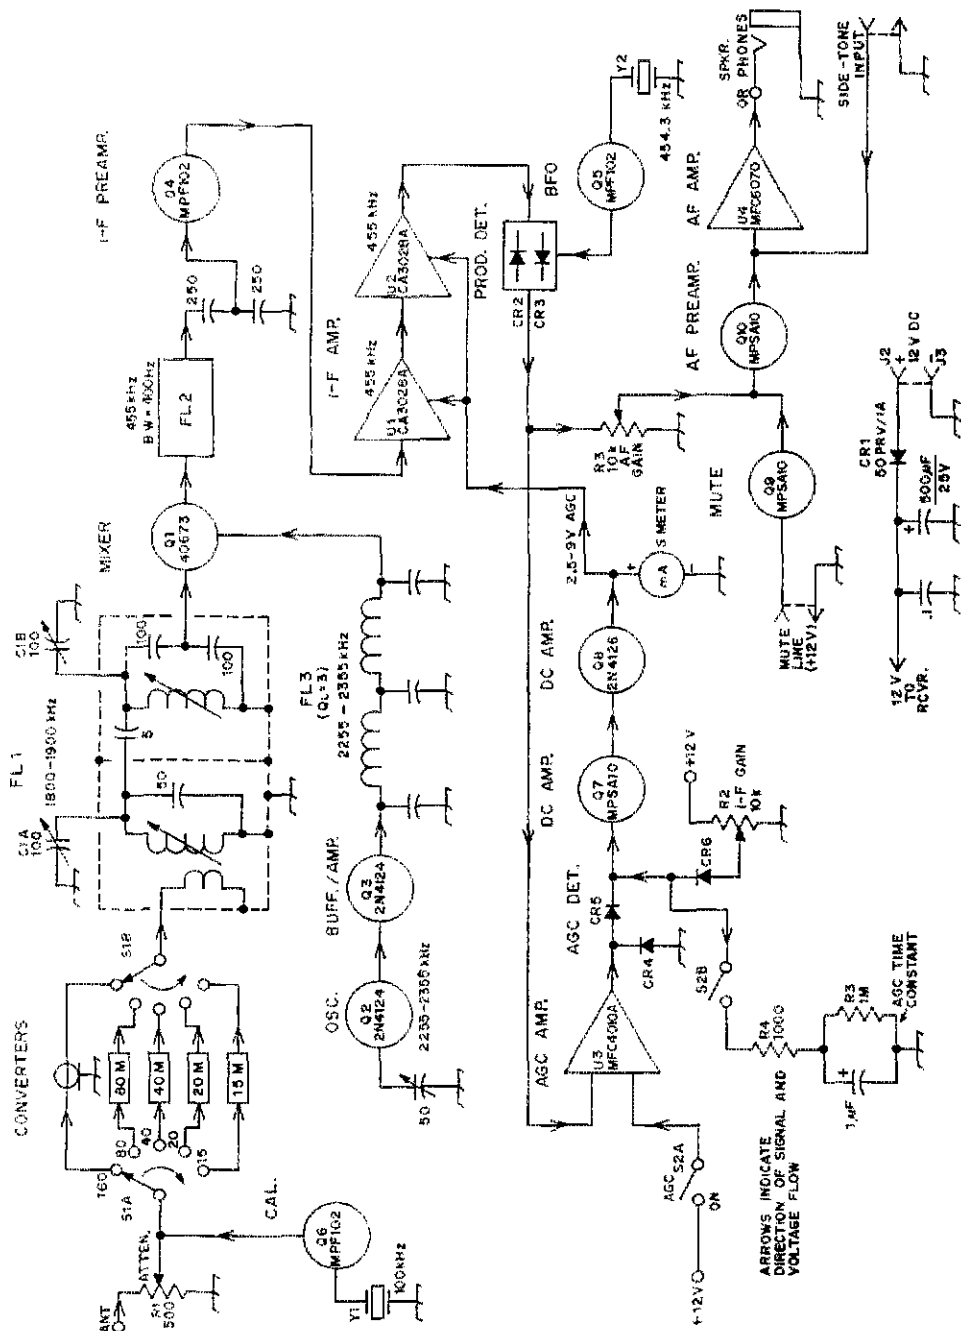 CONVERTERS
ANT
ATTEN.
R1
500
S1A
160
80
40
20
15
80 M
40 M
20 M
15 M
S1B
CAL.
Q6
MPF102
Y1
100kHz
FL1
1800-1900 kHz
C1A
100
C1B
100
50
5
100
100
MIXER
Q1
40673
455 kHz
BW=400Hz
FL2
250
250
I-F PREAMP.
Q4
MPF102
OSC.
Q2
2N4124
2255-2355 kHz
50
BUFF./AMP.
Q3
2N4124
FL3
(QL=3)
2255-2355 kHz
I-F AMP.
U1
CA3028A
455 kHz
U2
CA3028A
455 kHz
PROD. DET.
CR2
CR3
BFO
Q5
MPF102
Y2
454.3 kHz
AGC AMP.
U3
MFC4010A
AGC DET.
CR4
CR5
DC AMP.
Q7
MPSA10
DC AMP.
Q8
2N4126
2.5-9V AGC
+
mA
-
S METER
R3
10k
AF
GAIN
MUTE
Q9
MPSA10
MUTE
LINE
(+12V)
AF PREAMP.
Q10
MPSA10
AF AMP.
U4
MFC6070
SPKR.
OR PHONES
SIDE-TONE
INPUT
+12V
AGC
S2A
ON
S2B
CR6
+12 V
R2
I-F GAIN
10k
R4
1000
R3
1M
+
1µF
AGC TIME
CONSTANT
ARROWS INDICATE
DIRECTION OF SIGNAL AND
VOLTAGE FLOW
12 V
TO
RCVR.
.1
+
500µF
25V
CR1
50 PRV/1A
J2
+
12V DC
-
J3